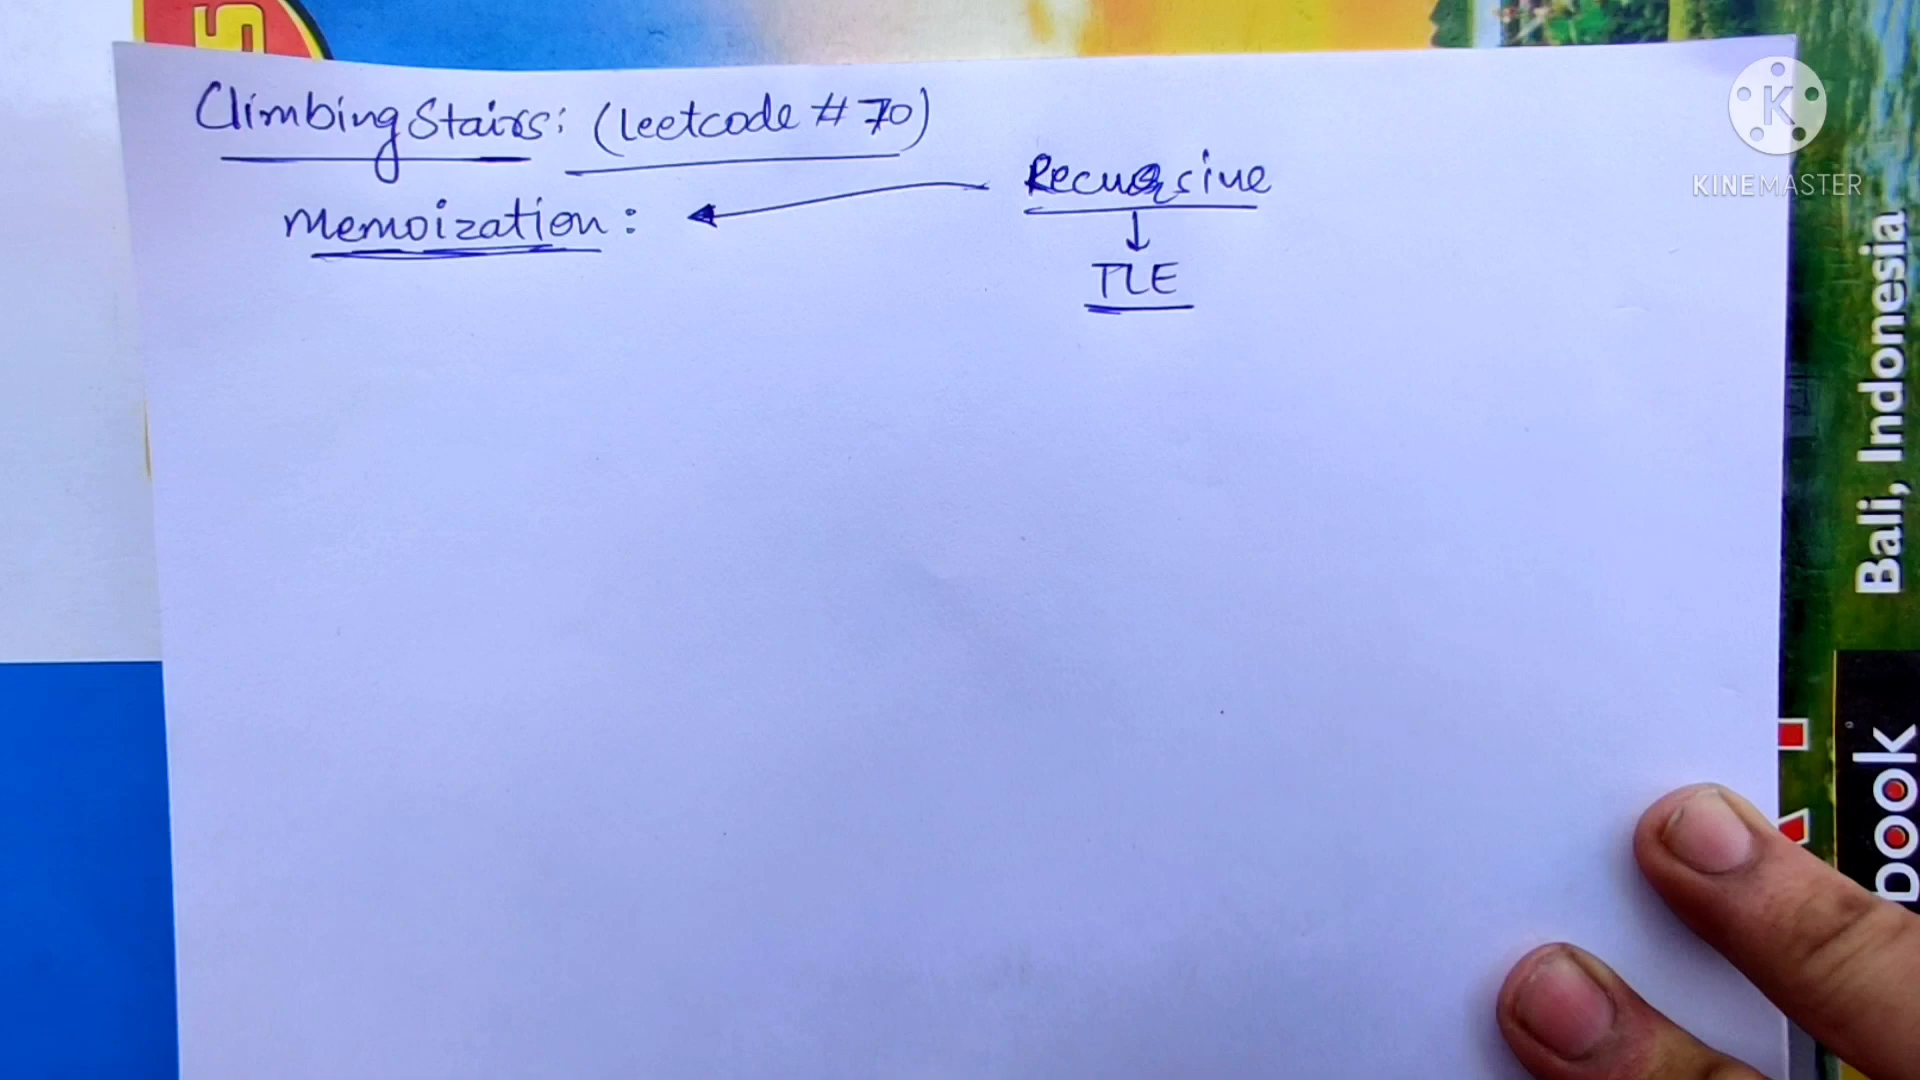 Climbing Stairs: (Leetcode # 70)
Memoization:
Recursive
TLE
KINEMASTER
Bali, Indonesia
book
S
K